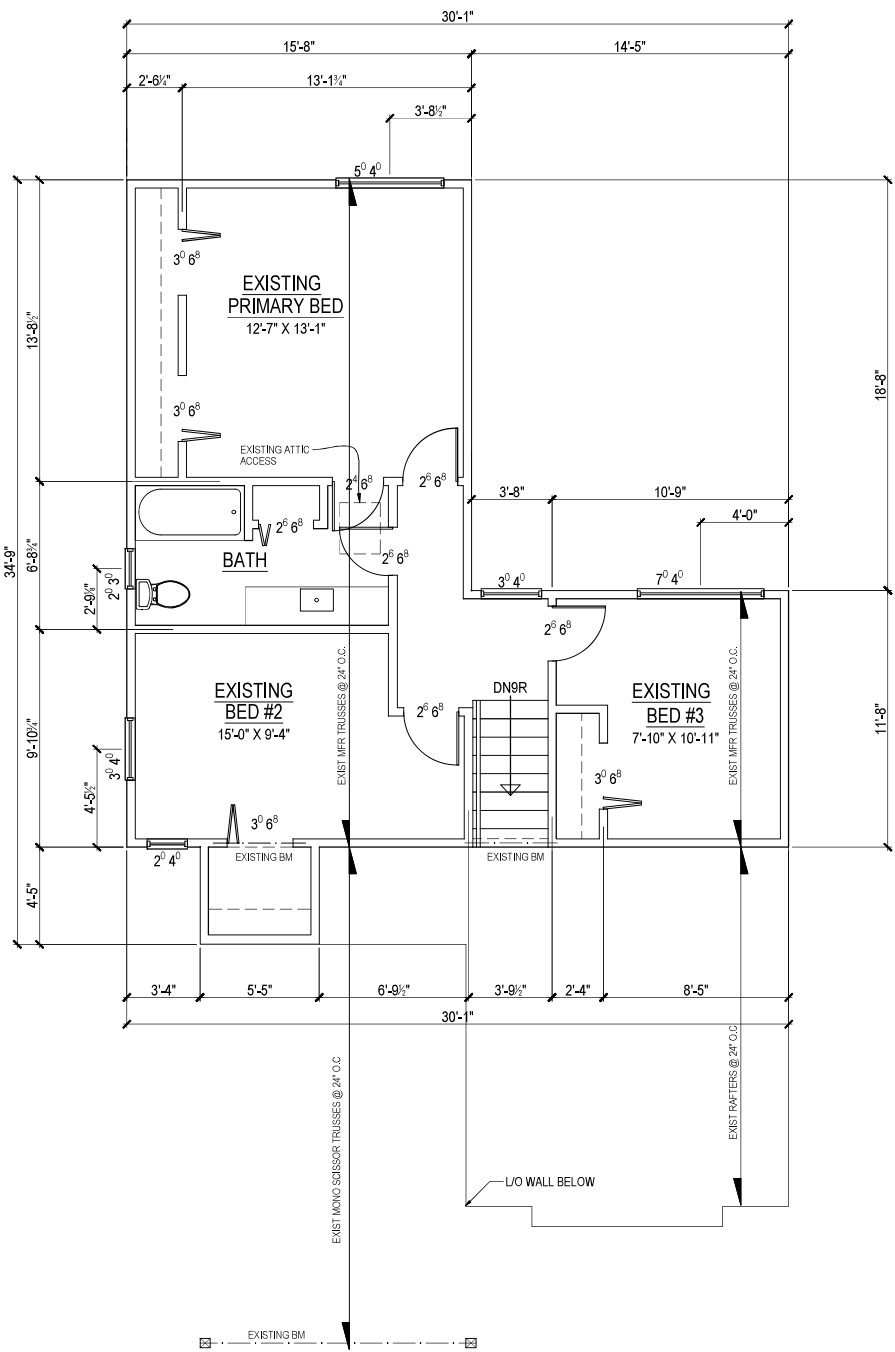 30'-1"
15'-8"
14'-5"
2'-6¼"
13'-1¾"
3'-8½"
5⁰ 4⁰
3⁰ 6⁸
EXISTING
PRIMARY BED
12'-7" X 13'-1"
13'-8½"
18'-8"
3⁰ 6⁸
EXISTING ATTIC
ACCESS
2⁴ 6⁸
2⁶ 6⁸
3'-8"
10'-9"
4'-0"
2⁶ 6⁸
34'-9"
6'-8¾"
BATH
2⁶ 6⁸
2'-9¼"
2⁰ 3⁰
3⁰ 4⁰
7⁰ 4⁰
2⁶ 6⁸
EXISTING
BED #2
15'-0" X 9'-4"
EXIST MFR TRUSSES @ 24" O.C.
DN9R
EXISTING
BED #3
7'-10" X 10'-11"
EXIST MFR TRUSSES @ 24" O.C.
2⁶ 6⁸
9'-10¾"
11'-8"
3⁰ 4⁰
4'-5½"
3⁰ 6⁸
3⁰ 6⁸
2⁰ 4⁰
EXISTING BM
EXISTING BM
4'-5"
3'-4"
5'-5"
6'-9½"
3'-9½"
2'-4"
8'-5"
30'-1"
EXIST MONO SCISSOR TRUSSES @ 24" O.C
EXIST RAFTERS @ 24" O.C
L/O WALL BELOW
EXISTING BM